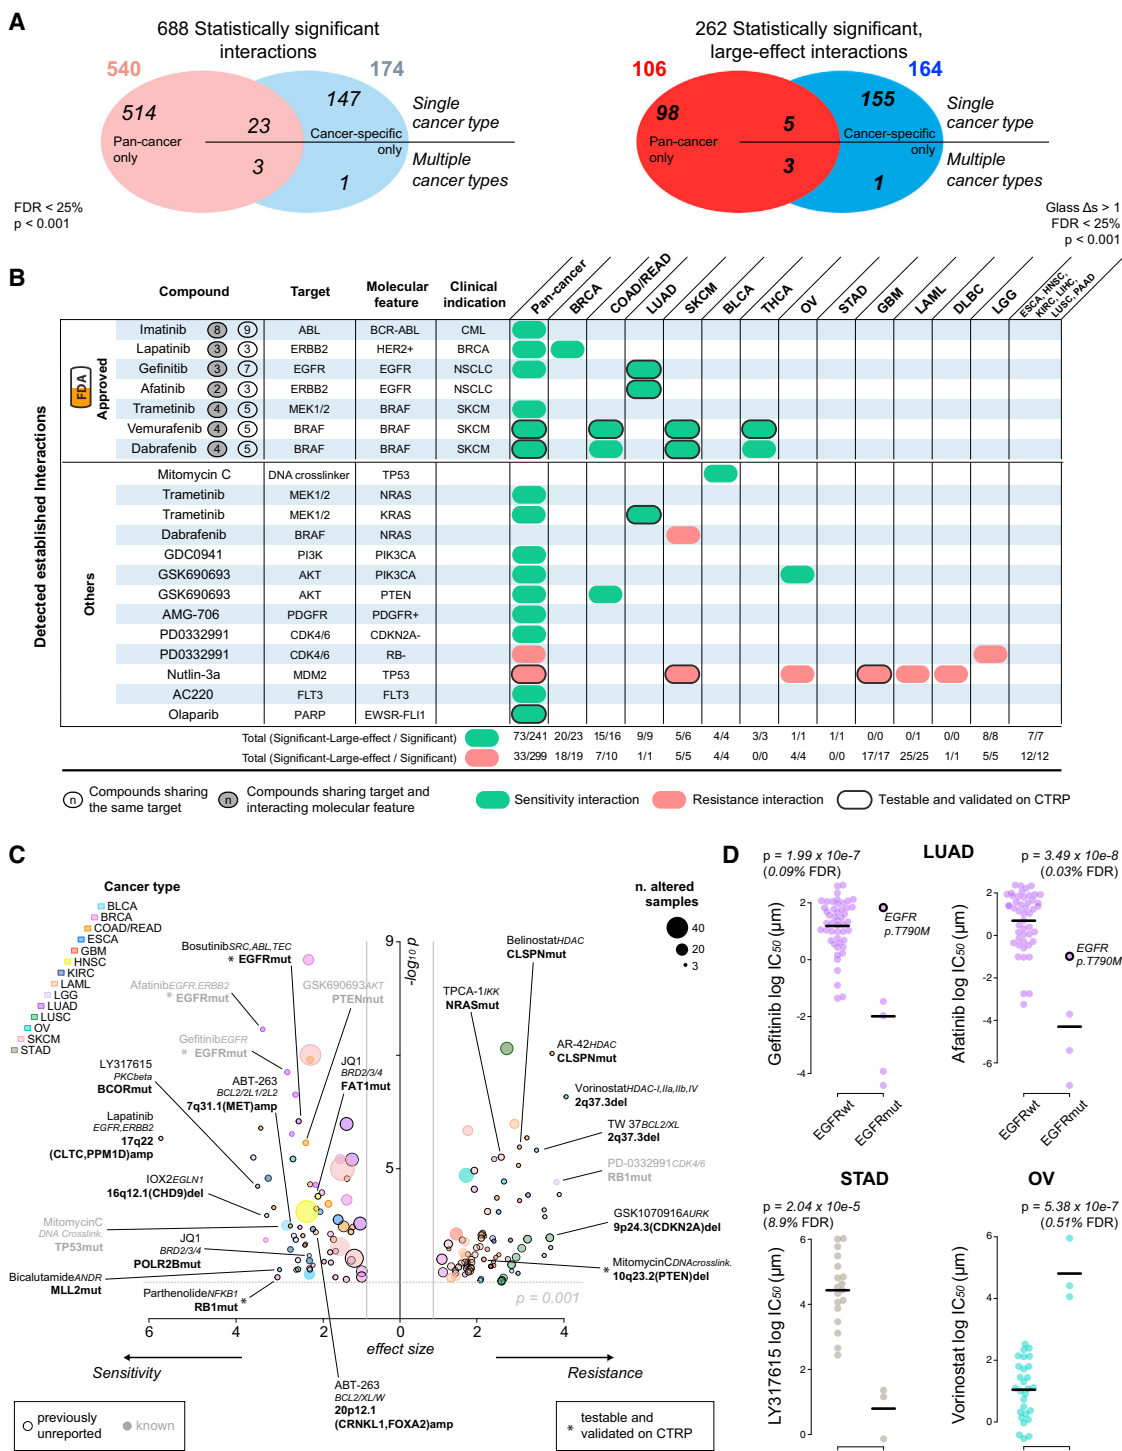 A
688 Statistically significant
interactions
540
174
514
147
23
3
1
Pan-cancer
only
Cancer-specific
only
Single
cancer type
Multiple
cancer types
FDR < 25%
p < 0.001
262 Statistically significant,
large-effect interactions
106
164
98
155
5
3
1
Pan-cancer
only
Cancer-specific
only
Single
cancer type
Multiple
cancer types
Glass Δs > 1
FDR < 25%
p < 0.001
B
Compound Target Molecular feature Clinical indication Pan-cancer BRCA COAD/READ LUAD SKCM BLCA THCA OV STAD GBM LAML DLBC LGG ESCA, HNSC, KIRC, LIHC, LUSC, PAAD
Detected established Interactions
FDA
Approved
Imatinib 8 9 ABL BCR-ABL CML
Lapatinib 3 3 ERBB2 HER2+ BRCA
Gefinitib 3 7 EGFR EGFR NSCLC
Afatinib 2 3 ERBB2 EGFR NSCLC
Trametinib 4 5 MEK1/2 BRAF SKCM
Vemurafenib 4 5 BRAF BRAF SKCM
Dabrafenib 4 5 BRAF BRAF SKCM
Others
Mitomycin C DNA crosslinker TP53
Trametinib MEK1/2 NRAS
Trametinib MEK1/2 KRAS
Dabrafenib BRAF NRAS
GDC0941 PI3K PIK3CA
GSK690693 AKT PIK3CA
GSK690693 AKT PTEN
AMG-706 PDGFR PDGFR+
PD0332991 CDK4/6 CDKN2A-
PD0332991 CDK4/6 RB-
Nutlin-3a MDM2 TP53
AC220 FLT3 FLT3
Olaparib PARP EWSR-FLI1
Total (Significant-Large-effect / Significant) 73/241 20/23 15/16 9/9 5/6 4/4 3/3 1/1 1/1 0/0 0/1 0/0 8/8 7/7
Total (Significant-Large-effect / Significant) 33/299 18/19 7/10 1/1 5/5 4/4 0/0 4/4 0/0 17/17 25/25 1/1 5/5 12/12
n Compounds sharing
the same target
n Compounds sharing target and
interacting molecular feature
Sensitivity interaction
Resistance interaction
Testable and validated on CTRP
C
Cancer type
BLCA
BRCA
COAD/READ
ESCA
GBM
HNSC
KIRC
LAML
LGG
LUAD
LUSC
OV
SKCM
STAD
n. altered
samples
40
20
3
-log10 p
9
5
Bosutinib SRC,ABL,TEC
* EGFRmut
Afatinib EGFR,ERBB2
* EGFRmut
GSK690693 AKT
PTENmut
Gefitinib EGFR
* EGFRmut
LY317615
PKCbeta
BCORmut
ABT-263
BCL2/2L1/2L2
7q31.1(MET)amp
JQ1
BRD2/3/4
FAT1mut
Lapatinib
EGFR,ERBB2
17q22
(CLTC,PPM1D)amp
IOX2 EGLN1
16q12.1(CHD9)del
MitomycinC
DNA Crosslink.
TP53mut
JQ1
BRD2/3/4
POLR2Bmut
Bicalutamide ANDR
MLL2mut
Parthenolide NFKB1
RB1mut *
ABT-263
BCL2/XL/W
20p12.1
(CRNKL1,FOXA2)amp
Belinostat HDAC
CLSPNmut
TPCA-1 IKK
NRASmut
AR-42 HDAC
CLSPNmut
Vorinostat HDAC-I,IIa,IIb,IV
2q37.3del
TW 37 BCL2/XL
2q37.3del
PD-0332991 CDK4/6
RB1mut
GSK1070916 AURK
9p24.3(CDKN2A)del
Mitomycin C DNAcrosslink.
* 10q23.2(PTEN)del
p = 0.001
6 4 2 0 2 4
effect size
Sensitivity
Resistance
previously
unreported
known
* testable and
validated on CTRP
D
LUAD
p = 1.99 x 10e-7
(0.09% FDR)
Gefitinib log IC50 (μm)
2
0
-2
-4
EGFR
p.T790M
EGFRwt
EGFRmut
p = 3.49 x 10e-8
(0.03% FDR)
Afatinib log IC50 (μm)
2
0
-2
-4
-6
EGFR
p.T790M
EGFRwt
EGFRmut
STAD
p = 2.04 x 10e-5
(8.9% FDR)
LY317615 log IC50 (μm)
6
4
2
0
OV
p = 5.38 x 10e-7
(0.51% FDR)
Vorinostat log IC50 (μm)
6
4
2
0